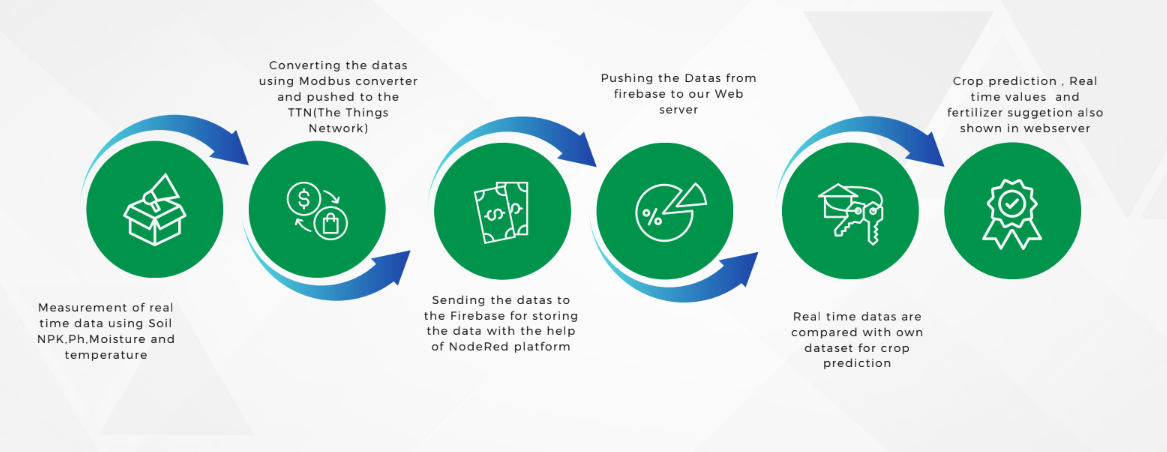 Measurement of real
time data using Soil
NPK,Ph,Moisture and
temperature
Converting the datas
using Modbus converter
and pushed to the
TTN(The Things
Network)
$
Sending the datas to
the Firebase for storing
the data with the help
of NodeRed platform
$ $
Pushing the Datas from
firebase to our Web
server
%
Real time datas are
compared with own
dataset for crop
prediction
Crop prediction , Real
time values and
fertilizer suggetion also
shown in webserver